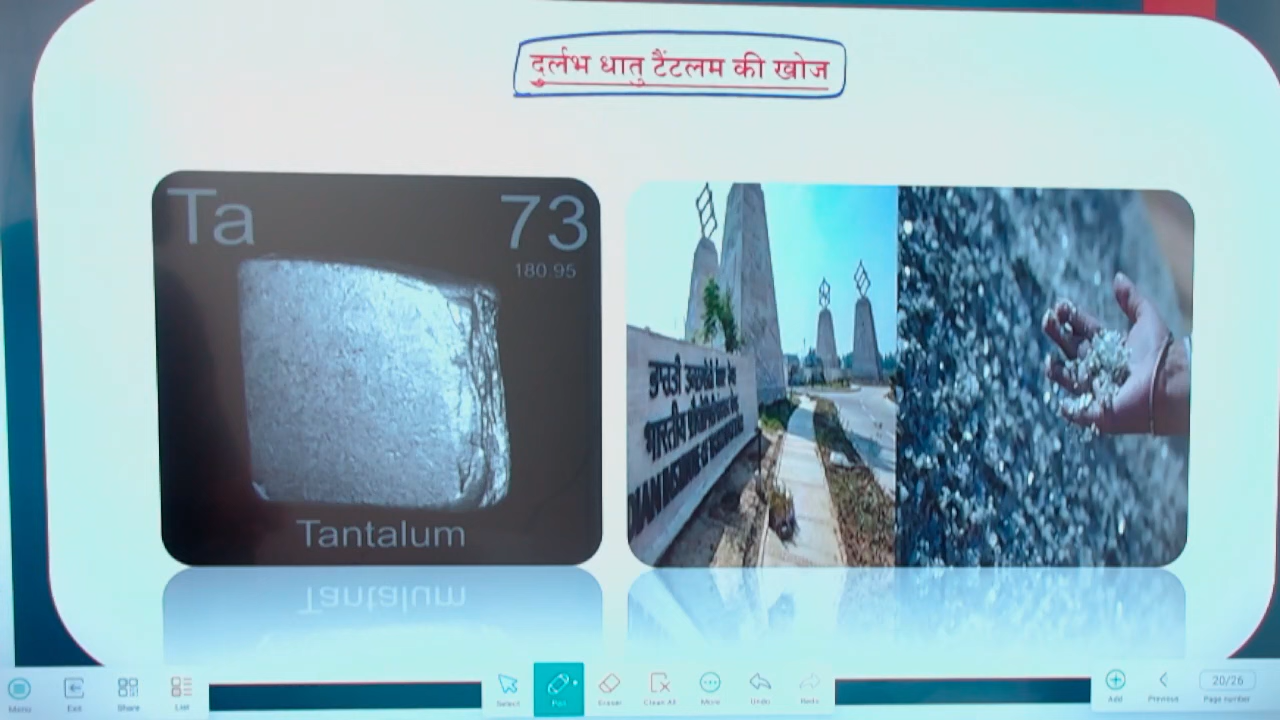 दुर्लभ धातु टैंटलम की खोज
Ta
73
180.95
Tantalum
भारतीय
Menu
Exit
Share
List
Select
Pen
Eraser
Clean All
More
Undo
Redo
Add
Previous
20/26
Page number